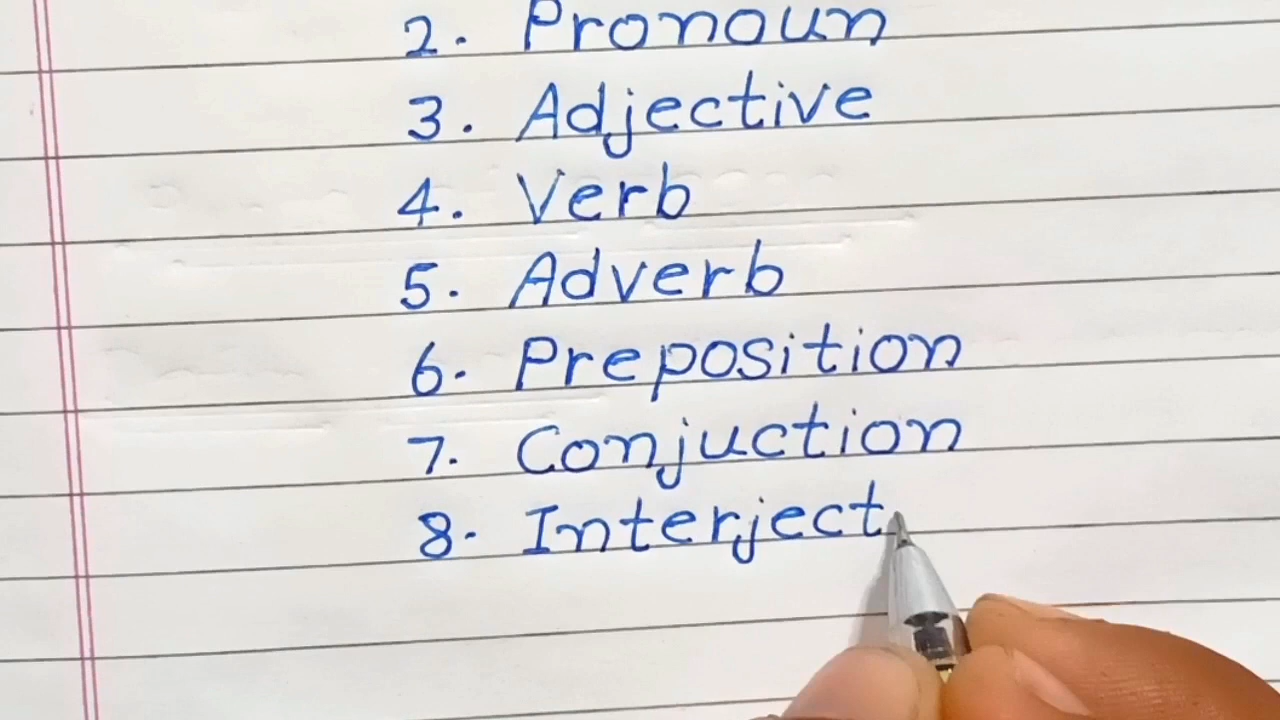 2. Pronoun
3. Adjective
4. Verb
5. Adverb
6. Preposition
7. Conjuction
8. Interject